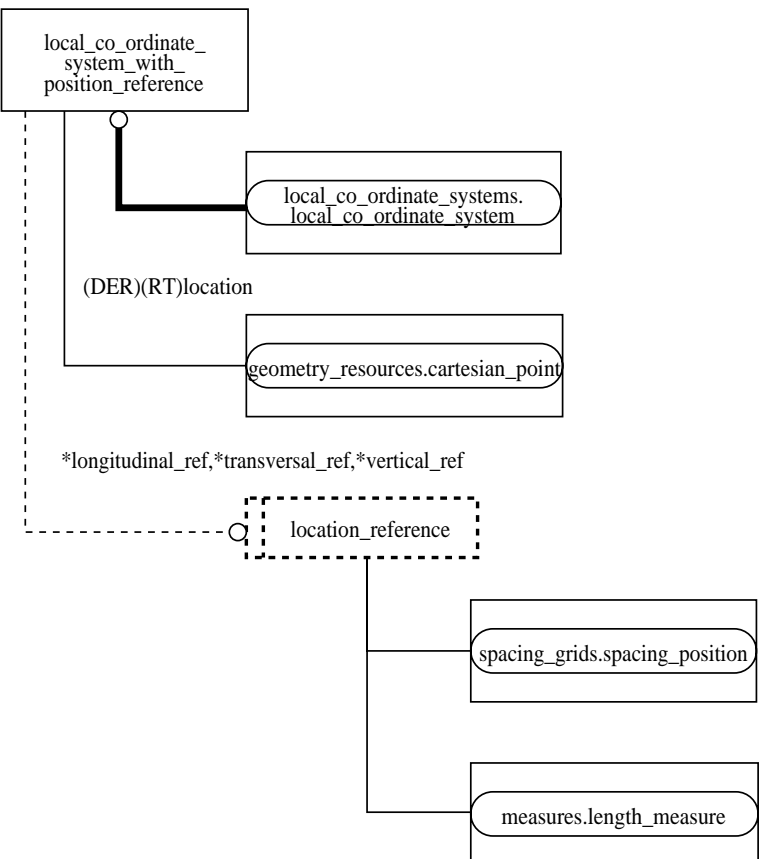 local_co_ordinate_
system_with_
position_reference
local_co_ordinate_systems.
local_co_ordinate_system
(DER)(RT)location
geometry_resources.cartesian_point
*longitudinal_ref,*transversal_ref,*vertical_ref
location_reference
spacing_grids.spacing_position
measures.length_measure